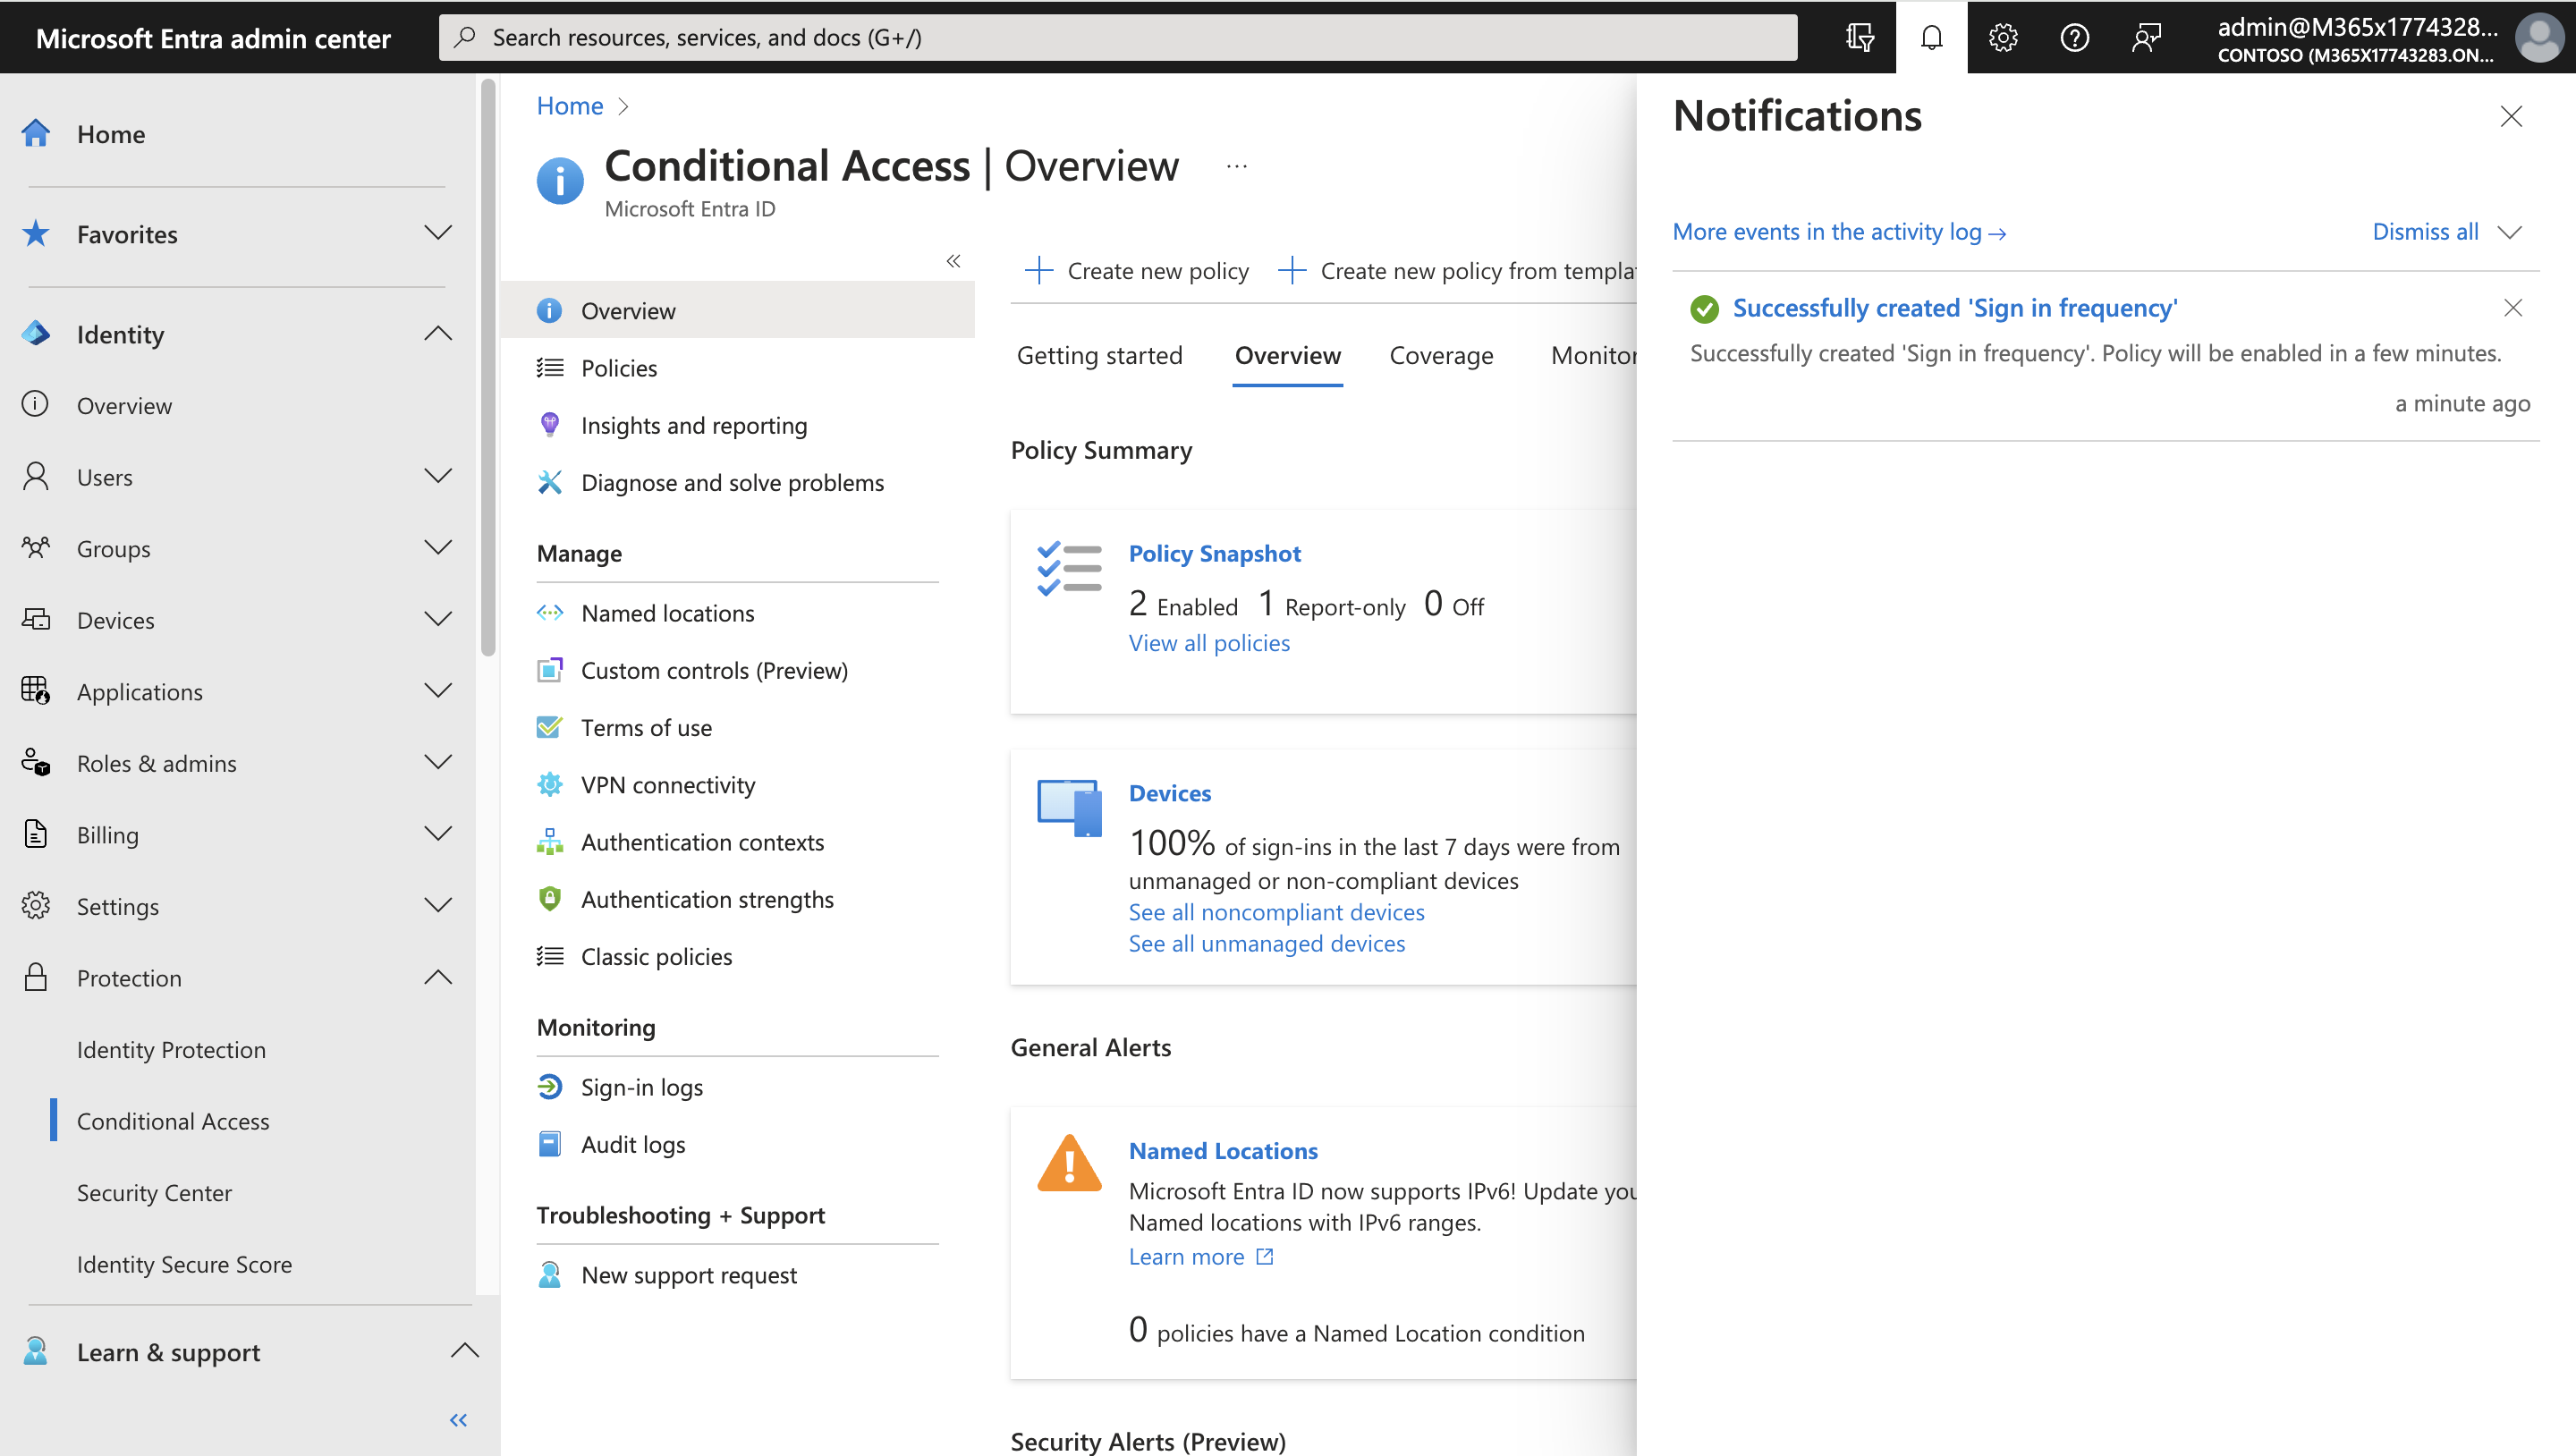 Microsoft Entra admin center
Search resources, services, and docs (G+/)
admin@M365x1774328...
CONTOSO (M365X17743283.ON...
Home
Favorites
Identity
Overview
Users
Groups
Devices
Applications
Roles & admins
Billing
Settings
Protection
Identity Protection
Conditional Access
Security Center
Identity Secure Score
Learn & support
Home
Conditional Access | Overview
Microsoft Entra ID
Overview
Policies
Insights and reporting
Diagnose and solve problems
Manage
Named locations
Custom controls (Preview)
Terms of use
VPN connectivity
Authentication contexts
Authentication strengths
Classic policies
Monitoring
Sign-in logs
Audit logs
Troubleshooting + Support
New support request
Create new policy
Create new policy from templat
Getting started
Overview
Coverage
Monitor
Policy Summary
Policy Snapshot
2 Enabled 1 Report-only 0 Off
View all policies
Devices
100% of sign-ins in the last 7 days were from
unmanaged or non-compliant devices
See all noncompliant devices
See all unmanaged devices
General Alerts
Named Locations
Microsoft Entra ID now supports IPv6! Update you
Named locations with IPv6 ranges.
Learn more
0 policies have a Named Location condition
Security Alerts (Preview)
Notifications
More events in the activity log →
Dismiss all
Successfully created 'Sign in frequency'
Successfully created 'Sign in frequency'. Policy will be enabled in a few minutes.
a minute ago